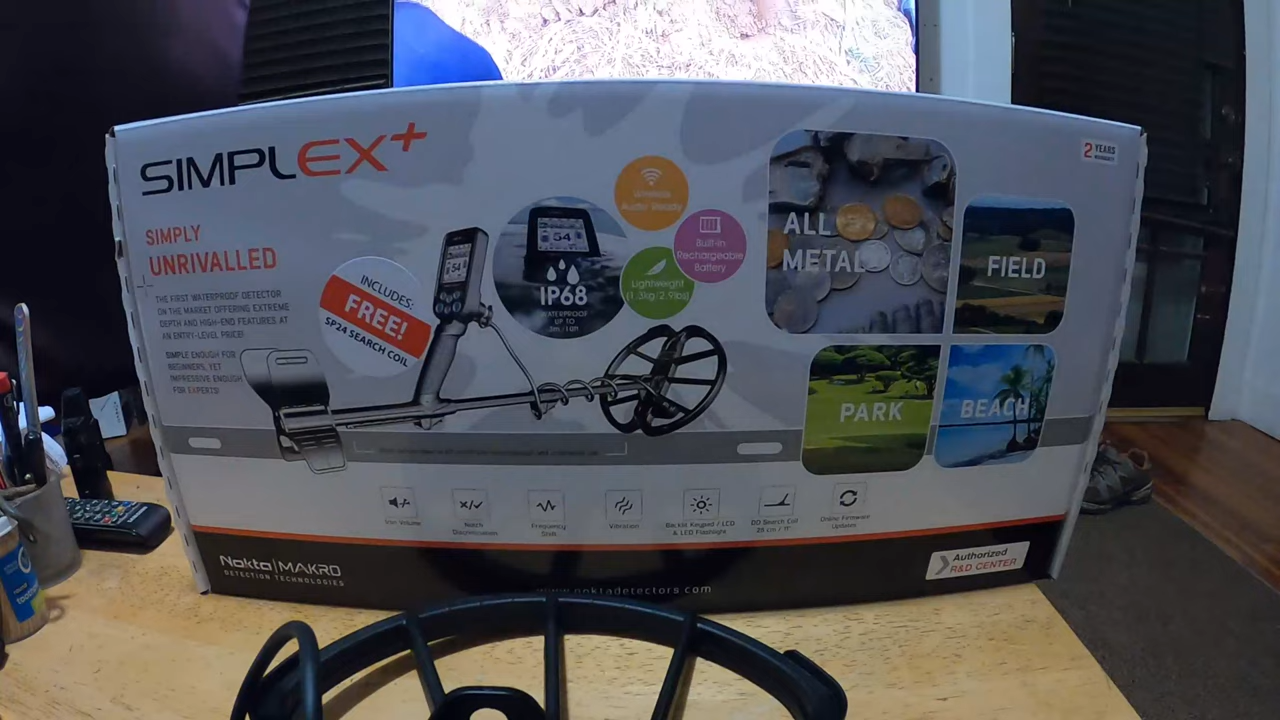 SIMPLEX+
2 YEARS
WARRANTY
SIMPLY
UNRIVALLED
THE FIRST WATERPROOF DETECTOR
ON THE MARKET OFFERING EXTREME
DEPTH AND HIGH-END FEATURES AT
AN ENTRY-LEVEL PRICE!
SIMPLE ENOUGH FOR
BEGINNERS, YET
IMPRESSIVE ENOUGH
FOR EXPERTS!
INCLUDES:
FREE!
SP24 SEARCH COIL
54
54
IP68
WATERPROOF
UP TO
Wireless
Audio Ready
Built-in
Rechargeable
Battery
Lightweight
(1.3kg/2.9lbs)
ALL
METAL
FIELD
PARK
BEACH
Iron Volume
Notch
Discrimination
Frequency
Shift
Vibration
Backlit Keypad / LCD
& LED Flashlight
DD Search Coil
28 cm / 11"
Online Firmware
Updates
Nokta|MAKRO
DETECTION TECHNOLOGIES
www.noktadetectors.com
Authorized
R&D CENTER